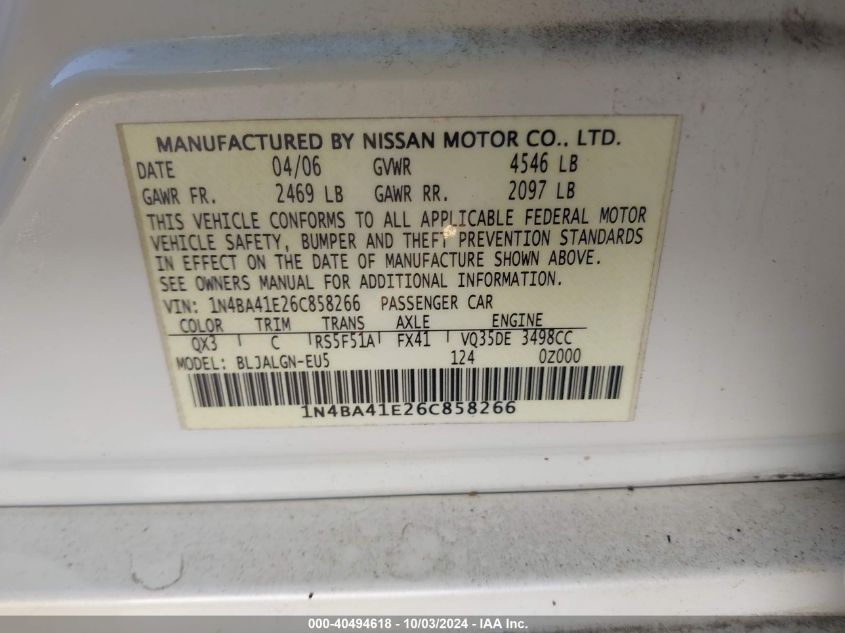 MANUFACTURED BY NISSAN MOTOR CO., LTD.
DATE 04/06 GVWR 4546 LB
GAWR FR. 2469 LB GAWR RR. 2097 LB
THIS VEHICLE CONFORMS TO ALL APPLICABLE FEDERAL MOTOR
VEHICLE SAFETY, BUMPER AND THEFT PREVENTION STANDARDS
IN EFFECT ON THE DATE OF MANUFACTURE SHOWN ABOVE.
SEE OWNERS MANUAL FOR ADDITIONAL INFORMATION.
VIN: 1N4BA41E26C858266 PASSENGER CAR
COLOR TRIM TRANS AXLE ENGINE
QX3 C RS5F51A FX41 VQ35DE 3498CC
MODEL: BLJALGN-EU5 124 0Z000
1N4BA41E26C858266
000-40494618 - 10/03/2024 - IAA Inc.